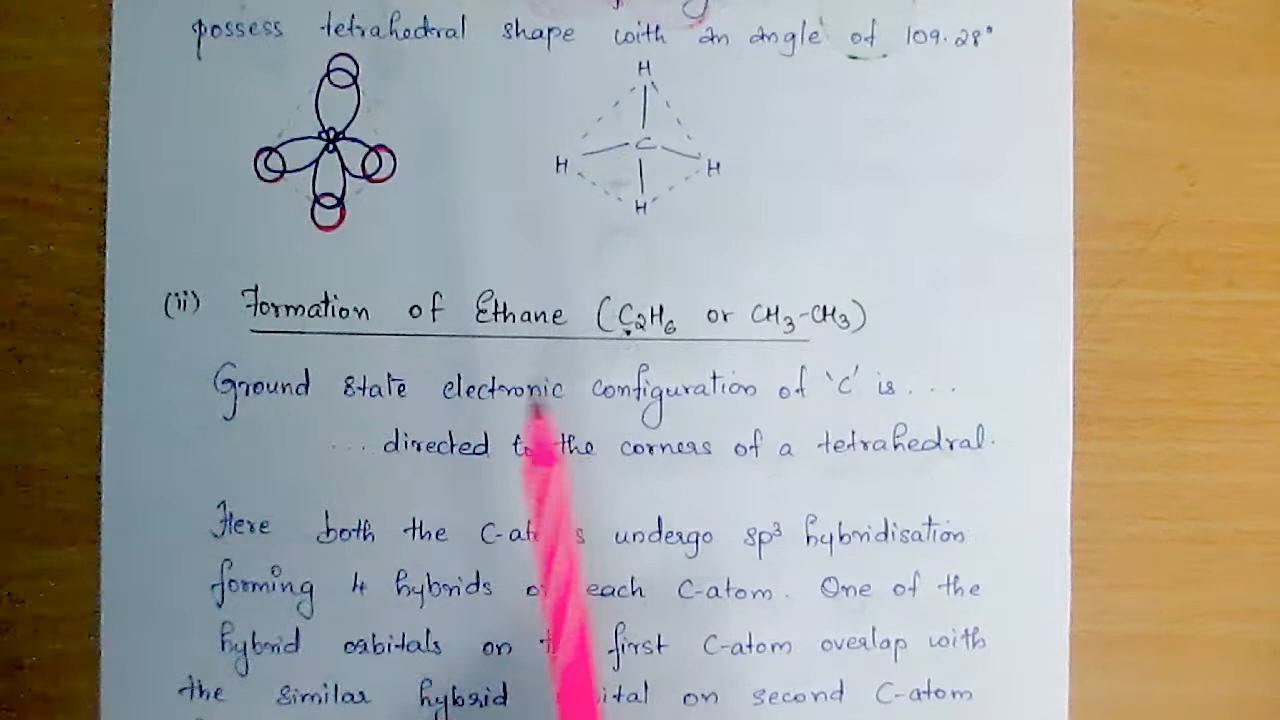 possess tetrahedral shape with an angle of 109.28°
H
C
H H
H
(ii) Formation of Ethane (C2H6 or CH3-CH3)
Ground state electronic configuration of 'C' is ...
... directed to the corners of a tetrahedral.
Here both the C-at s undergo sp³ hybridisation
forming 4 hybrids each C-atom. One of the
hybrid orbitals on first C-atom overlap with
the similar hybrid on second C-atom